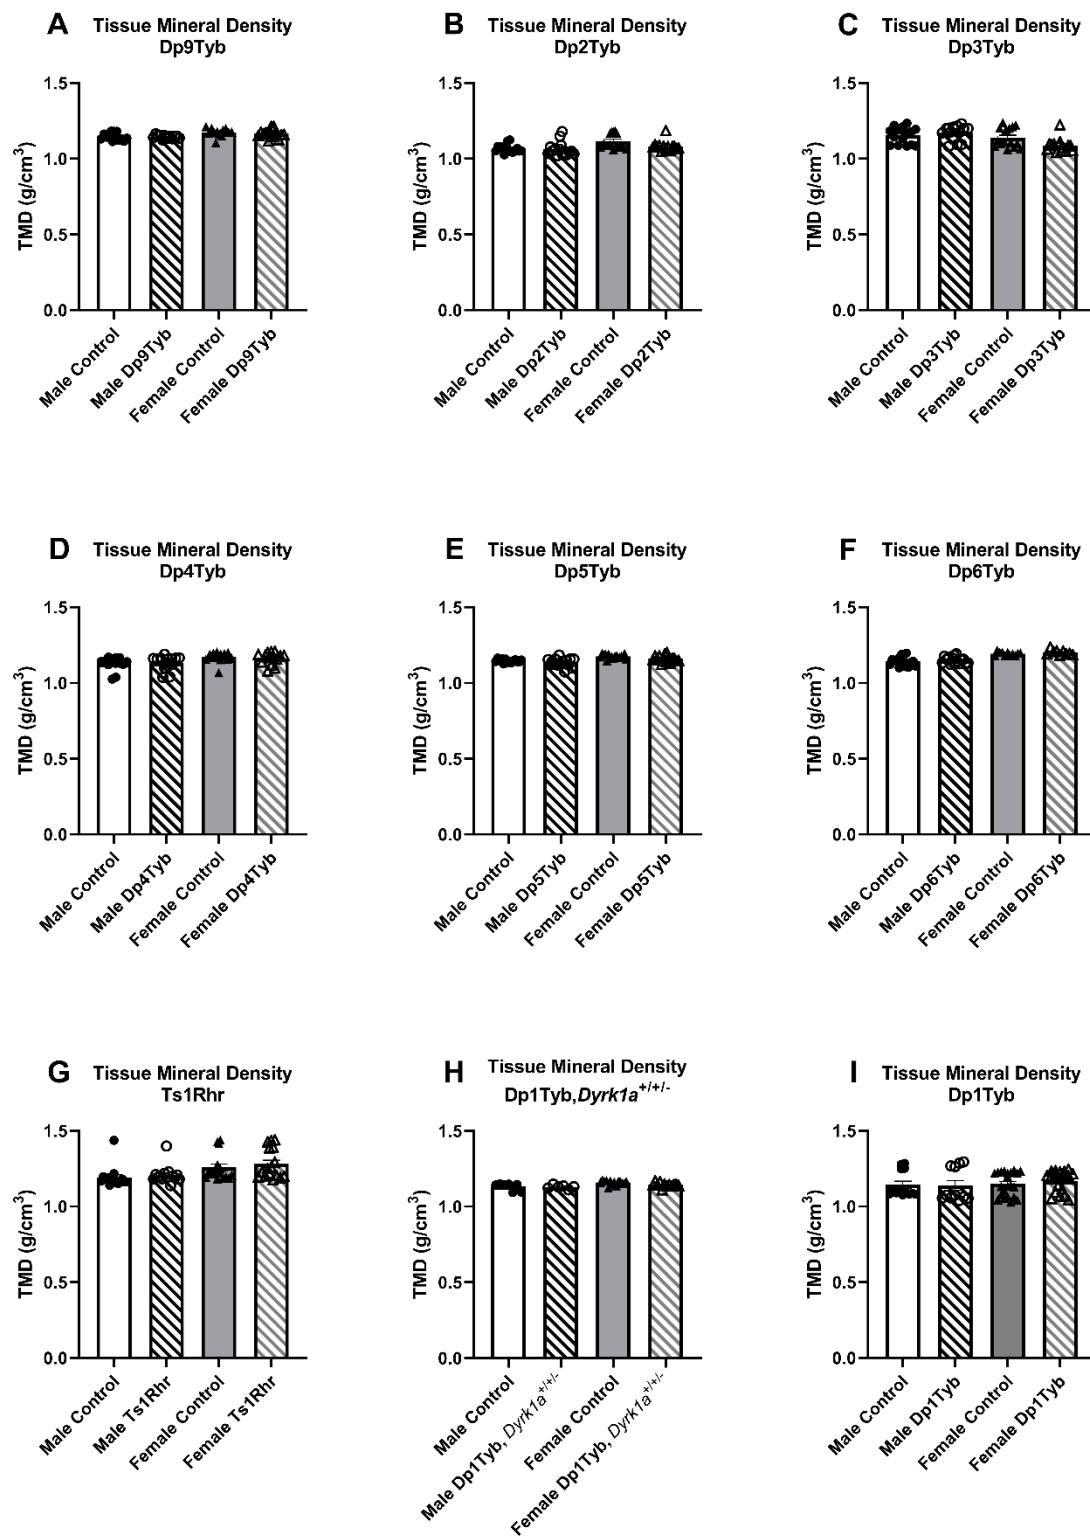 A Tissue Mineral Density
Dp9Tyb
TMD (g/cm³)
1.5
1.0
0.5
0.0
Male Control
Male Dp9Tyb
Female Control
Female Dp9Tyb
B Tissue Mineral Density
Dp2Tyb
TMD (g/cm³)
1.5
1.0
0.5
0.0
Male Control
Male Dp2Tyb
Female Control
Female Dp2Tyb
C Tissue Mineral Density
Dp3Tyb
TMD (g/cm³)
1.5
1.0
0.5
0.0
Male Control
Male Dp3Tyb
Female Control
Female Dp3Tyb
D Tissue Mineral Density
Dp4Tyb
TMD (g/cm³)
1.5
1.0
0.5
0.0
Male Control
Male Dp4Tyb
Female Control
Female Dp4Tyb
E Tissue Mineral Density
Dp5Tyb
TMD (g/cm³)
1.5
1.0
0.5
0.0
Male Control
Male Dp5Tyb
Female Control
Female Dp5Tyb
F Tissue Mineral Density
Dp6Tyb
TMD (g/cm³)
1.5
1.0
0.5
0.0
Male Control
Male Dp6Tyb
Female Control
Female Dp6Tyb
G Tissue Mineral Density
Ts1Rhr
TMD (g/cm³)
1.5
1.0
0.5
0.0
Male Control
Male Ts1Rhr
Female Control
Female Ts1Rhr
H Tissue Mineral Density
Dp1Tyb,Dyrk1a⁺/⁺/⁻
TMD (g/cm³)
1.5
1.0
0.5
0.0
Male Control
Male Dp1Tyb, Dyrk1a⁺/⁺/⁻
Female Control
Female Dp1Tyb, Dyrk1a⁺/⁺/⁻
I Tissue Mineral Density
Dp1Tyb
TMD (g/cm³)
1.5
1.0
0.5
0.0
Male Control
Male Dp1Tyb
Female Control
Female Dp1Tyb